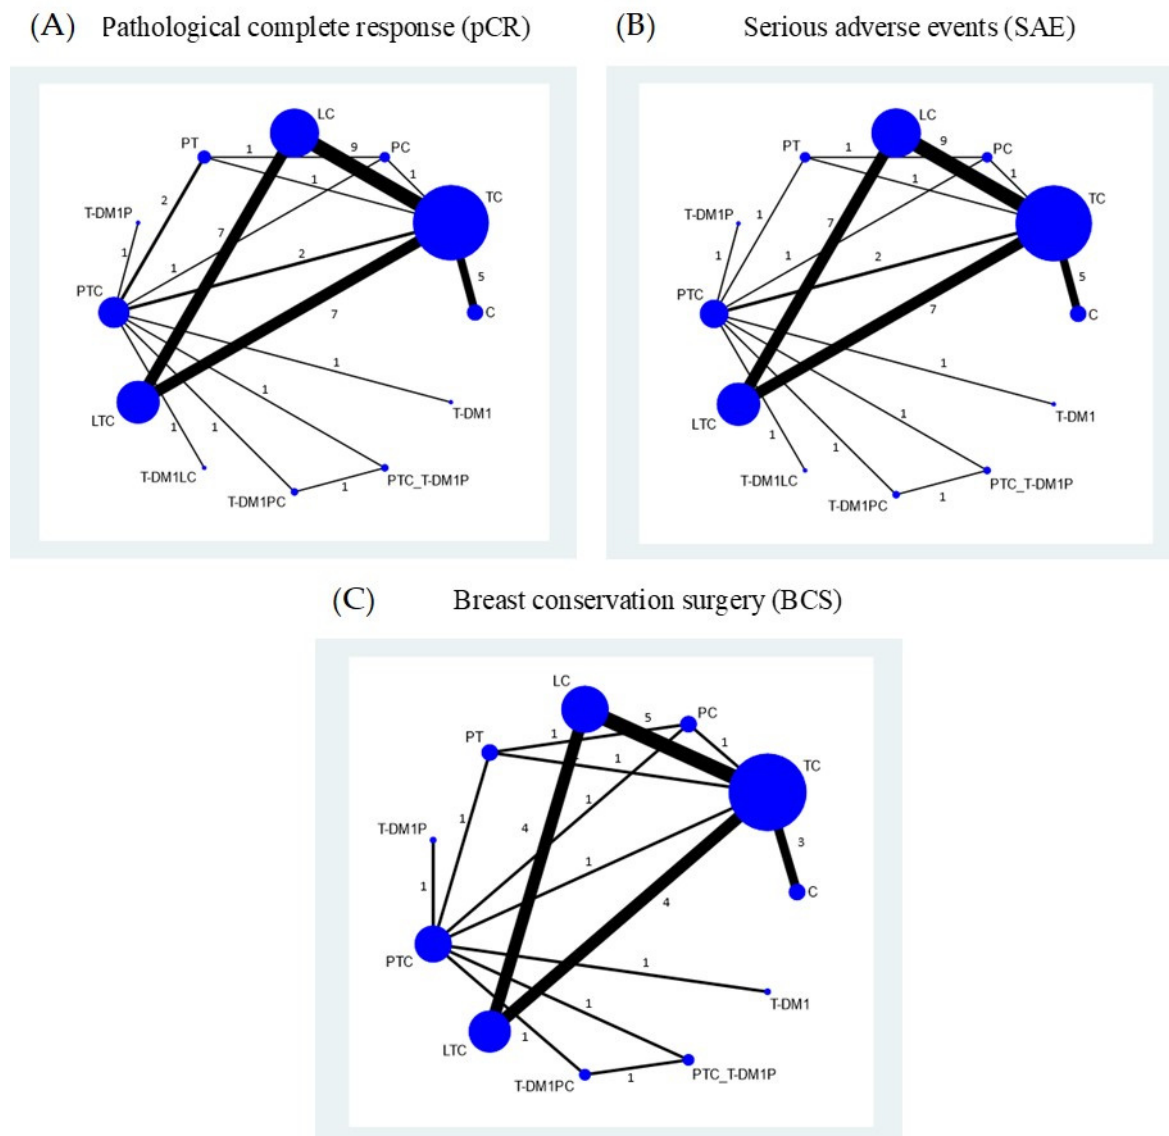 (A) Pathological complete response (pCR)
LC
PT
1
9
PC
1
1
TC
T-DM1P
2
7
1
1
2
5
PTC
C
7
1
1
LTC
1
1
T-DM1
T-DM1LC
PTC_T-DM1P
T-DM1PC
1
(B) Serious adverse events (SAE)
LC
PT
1
9
PC
1
1
TC
T-DM1P
1
7
1
1
2
5
PTC
C
7
1
1
LTC
1
1
T-DM1
T-DM1LC
PTC_T-DM1P
T-DM1PC
1
(C) Breast conservation surgery (BCS)
LC
PC
5
PT
1
1
1
TC
1
T-DM1P
1
4
3
1
1
C
4
PTC
1
T-DM1
1
LTC
1
T-DM1PC
1
PTC_T-DM1P